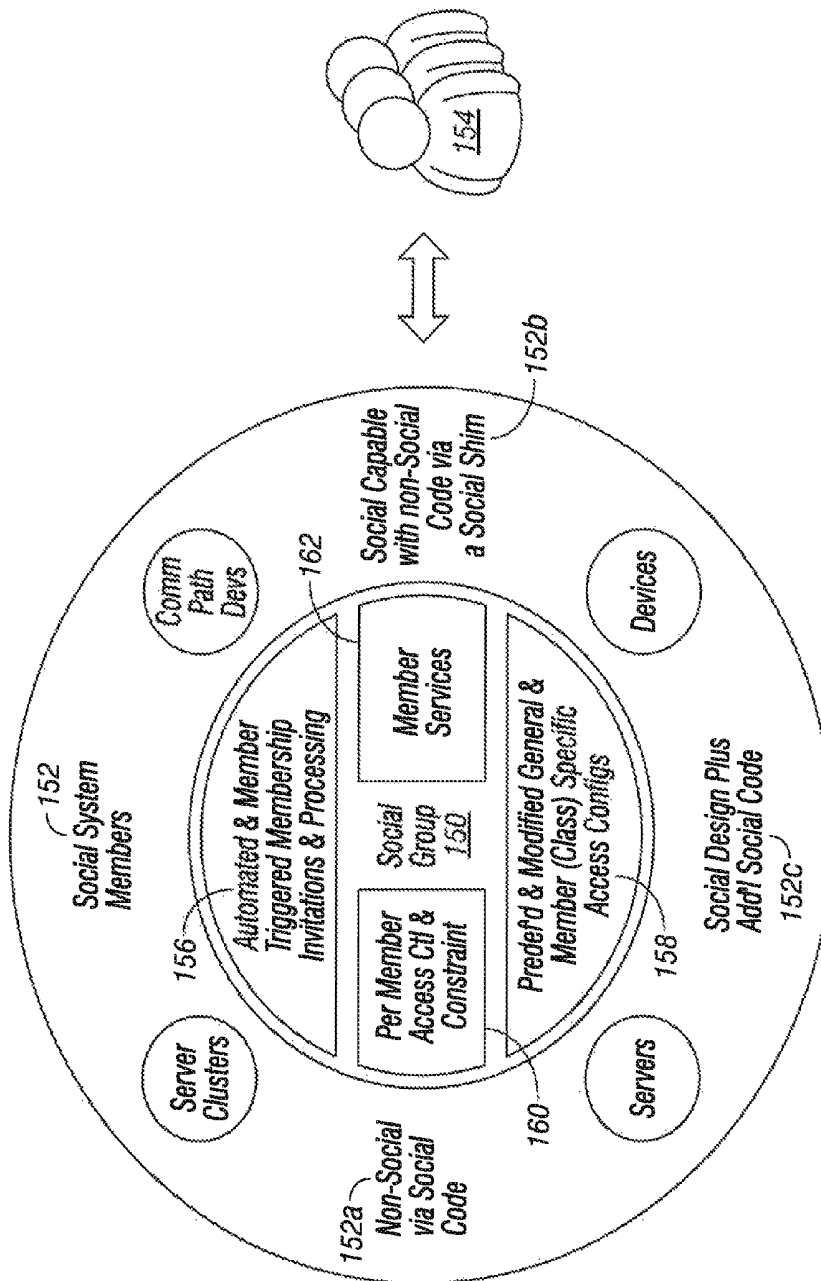 152
Social System
Members
Server
Clusters
Comm
Path
Devs
156
Automated & Member
Triggered Membership
Invitations & Processing
162
152a
Non-Social
via Social
Code
Per Member
Access Ctl &
Constraint
Social
Group
150
Member
Services
Social Capable
with non-Social
Code via
a Social Shim
152b
154
160
Predef'd & Modified General &
Member (Class) Specific
Access Configs
158
Servers
Devices
Social Design Plus
Add'l Social Code
152c